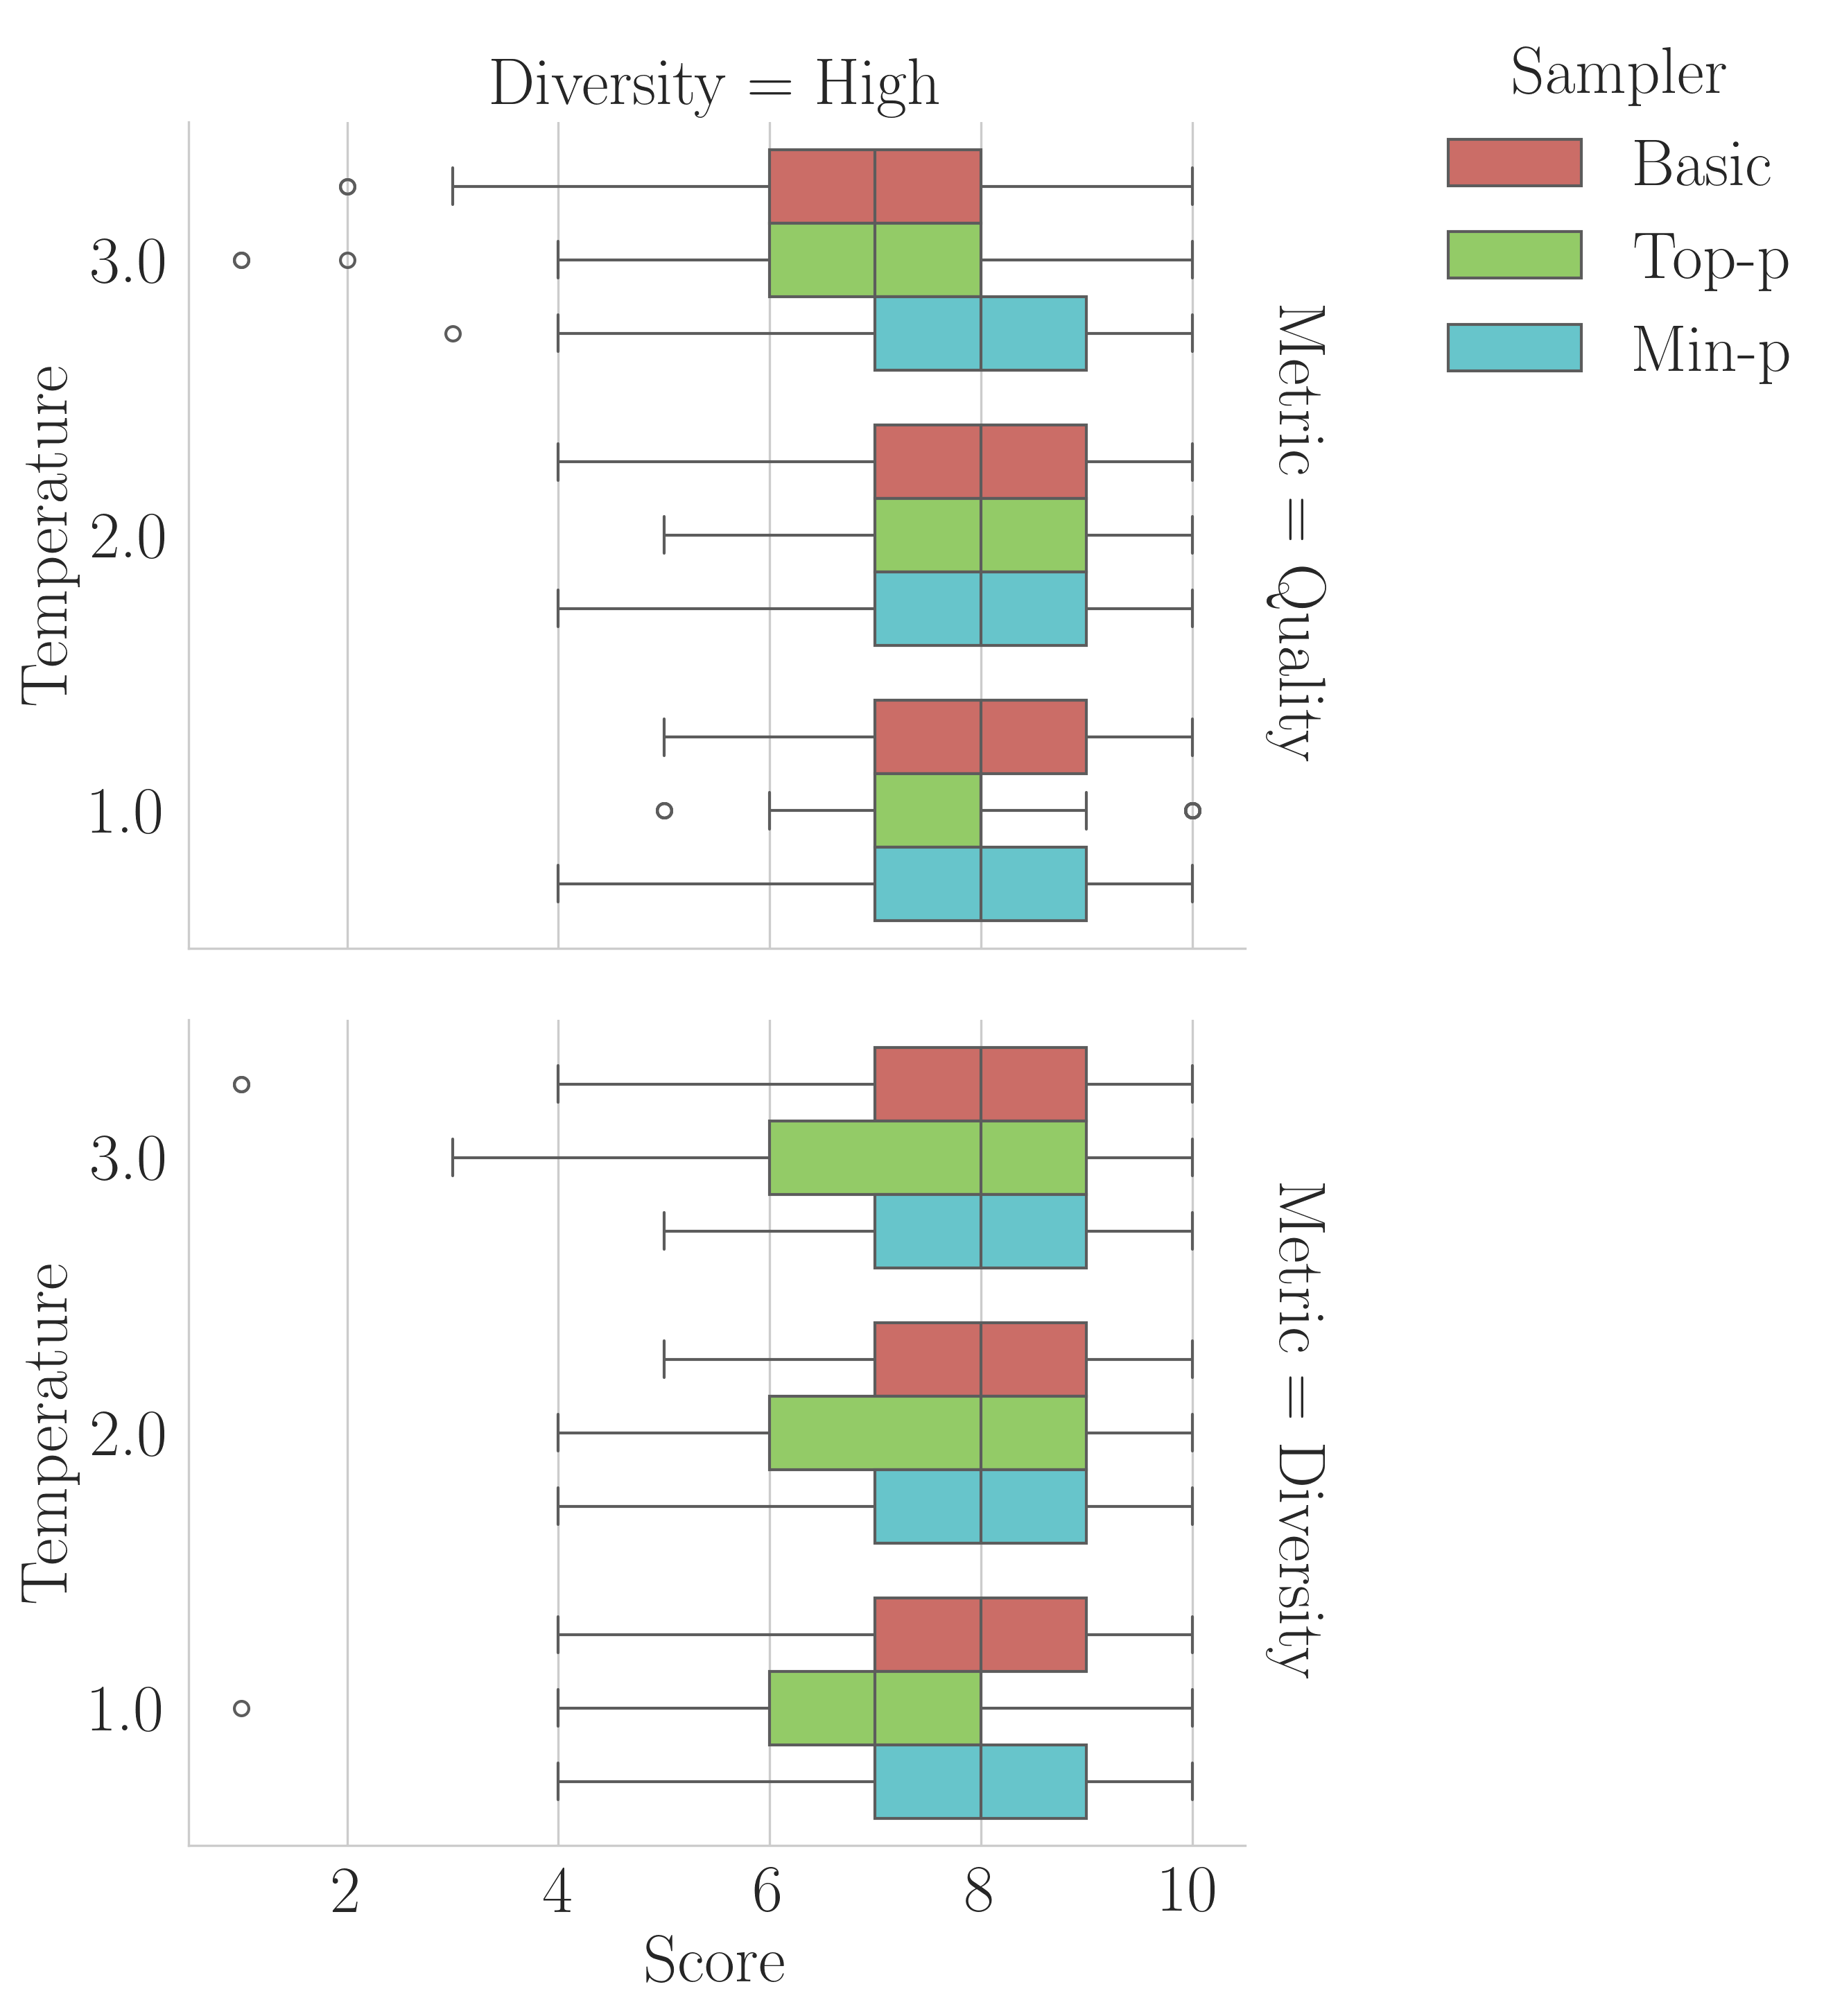 Diversity = High
Sampler
Basic
Top-p
Min-p
Temperature
3.0
2.0
1.0
Metric = Quality
Temperature
3.0
2.0
1.0
Metric = Diversity
2 4 6 8 10
Score